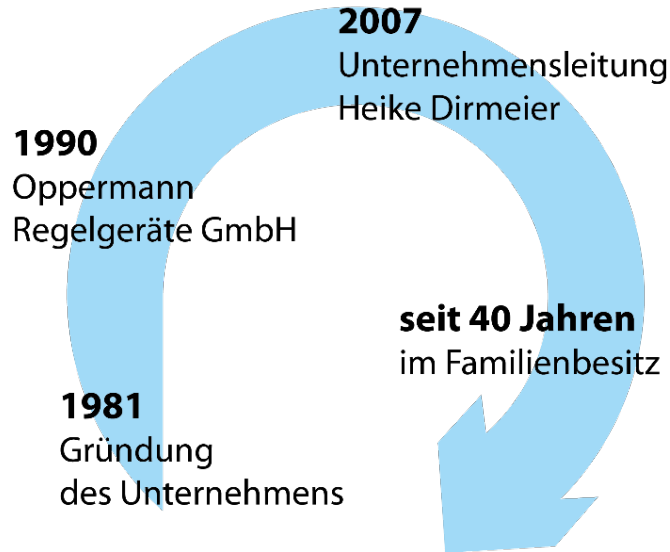 2007
Unternehmensleitung
Heike Dirmeier
1990
Oppermann
Regelgeräte GmbH
seit 40 Jahren
im Familienbesitz
1981
Gründung
des Unternehmens